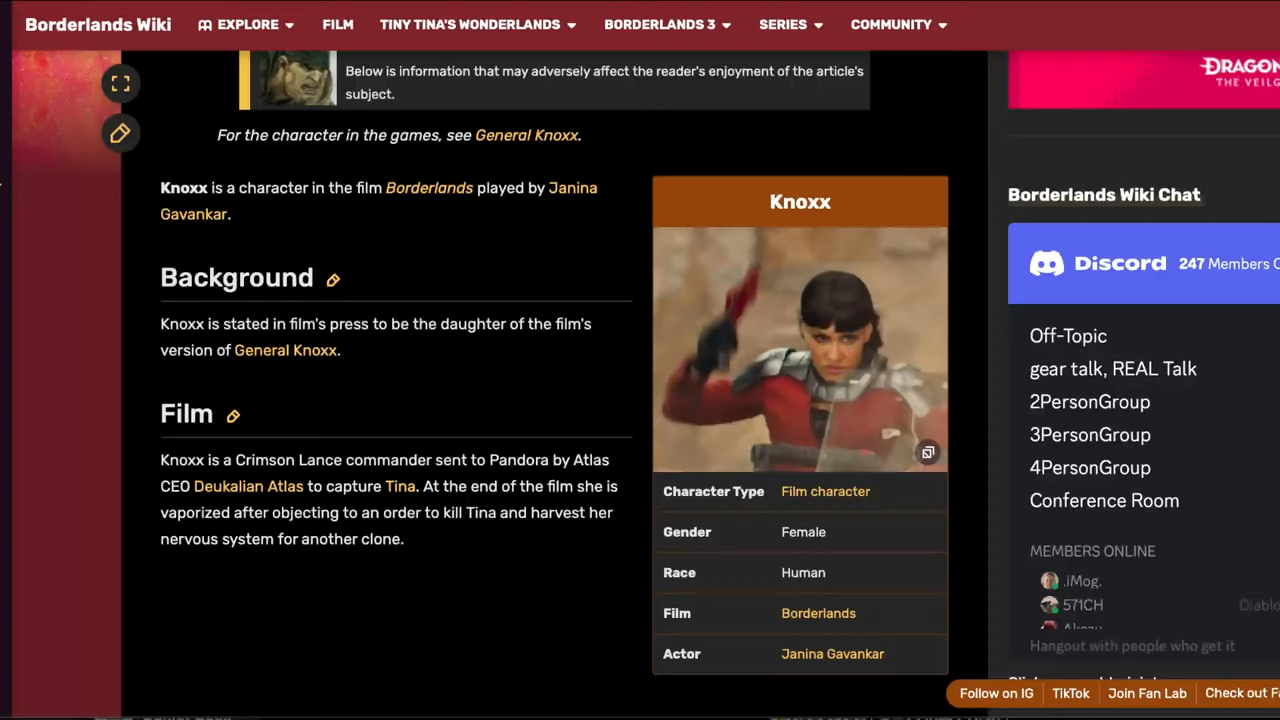 Borderlands Wiki
EXPLORE
FILM
TINY TINA'S WONDERLANDS
BORDERLANDS 3
SERIES
COMMUNITY
Below is information that may adversely affect the reader's enjoyment of the article's
subject.
For the character in the games, see General Knoxx.
Knoxx is a character in the film Borderlands played by Janina
Gavankar.
Background
Knoxx is stated in film's press to be the daughter of the film's
version of General Knoxx.
Film
Knoxx is a Crimson Lance commander sent to Pandora by Atlas
CEO Deukalian Atlas to capture Tina. At the end of the film she is
vaporized after objecting to an order to kill Tina and harvest her
nervous system for another clone.
Knoxx
Character Type Film character
Gender Female
Race Human
Film Borderlands
Actor Janina Gavankar
DRAGON
THE VEILG
Borderlands Wiki Chat
Discord 247 Members
Off-Topic
gear talk, REAL Talk
2PersonGroup
3PersonGroup
4PersonGroup
Conference Room
MEMBERS ONLINE
.iMog.
571CH Diablo
Hangout with people who get it
Follow on IG
TikTok
Join Fan Lab
Check out Fa